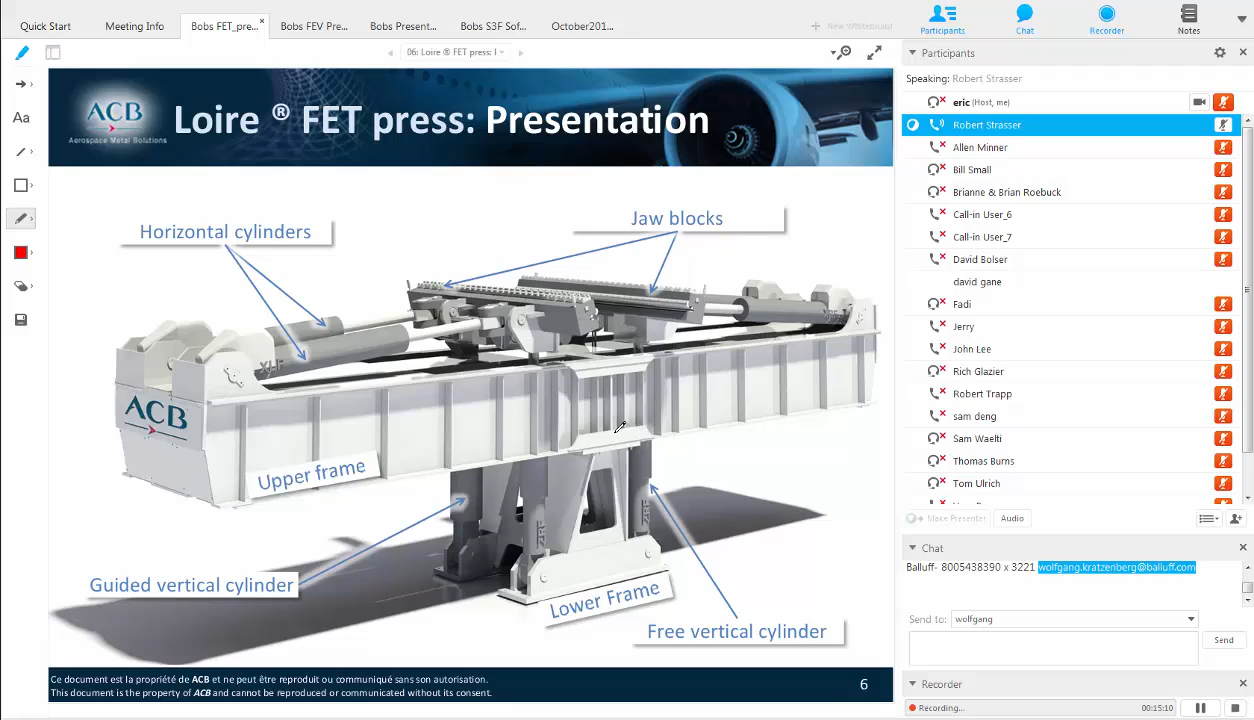 Quick Start
Meeting Info
Bobs FET_pre...
Bobs FEV Pre...
Bobs Present...
Bobs S3F Sof...
October201...
New Whiteboard
Participants
Chat
Recorder
Notes
06: Loire ® FET press: I
Aa
ACB
Aerospace Metal Solutions
Loire ® FET press: Presentation
Horizontal cylinders
Jaw blocks
XLF
ACB
Upper frame
ZRF
ZRF
Guided vertical cylinder
Lower Frame
Free vertical cylinder
Ce document est la propriété de ACB et ne peut être reproduit ou communiqué sans son autorisation.
This document is the property of ACB and cannot be reproduced or communicated without its consent.
6
Participants
Speaking: Robert Strasser
eric (Host, me)
Robert Strasser
Allen Minner
Bill Small
Brianne & Brian Roebuck
Call-in User_6
Call-in User_7
David Bolser
david gane
Fadi
Jerry
John Lee
Rich Glazier
Robert Trapp
sam deng
Sam Waelti
Thomas Burns
Tom Ulrich
Make Presenter
Audio
Chat
Balluff- 8005438390 x 3221 wolfgang.kratzenberg@balluff.com
Send to:
wolfgang
Send
Recorder
Recording...
00:15:10